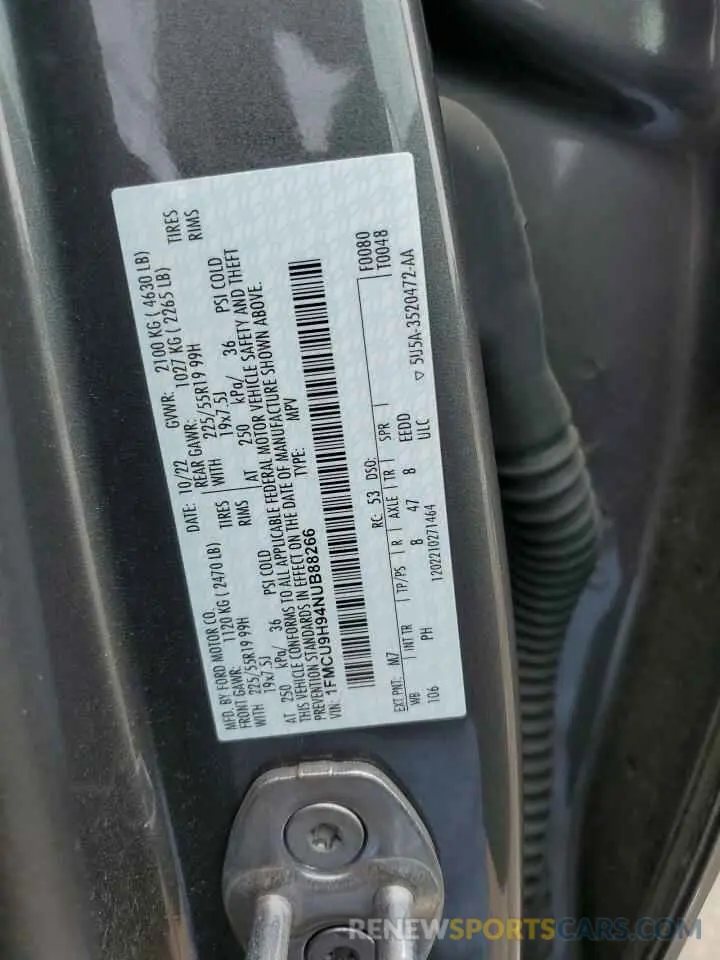 MFD. BY FORD MOTOR CO. DATE: 10/22 GVWR: 2100 KG ( 4630 LB)
FRONT GAWR: 1120 KG ( 2470 LB) REAR GAWR: 1027 KG ( 2265 LB)
WITH 225/55R19 99H TIRES WITH 225/55R19 99H TIRES
19x7.5J RIMS 19x7.5J RIMS
AT 250 kPa/ 36 PSI COLD AT 250 kPa/ 36 PSI COLD
THIS VEHICLE CONFORMS TO ALL APPLICABLE FEDERAL MOTOR VEHICLE SAFETY AND THEFT
PREVENTION STANDARDS IN EFFECT ON THE DATE OF MANUFACTURE SHOWN ABOVE.
VIN: 1FMCU9H94NUB88266 TYPE: MPV
EXT PNT: M7 RC: 53 DSO: F0080
WB INT TR TP/PS R AXLE TR SPR T0048
106 PH 8 47 8 EEDD
1202210271464 ULC ▽ 5U5A-3520472-AA
RENEWSPORTSCARS.COM